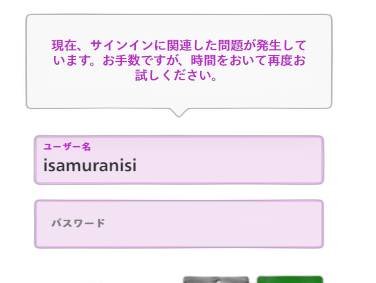 現在、サインインに関連した問題が発生して
います。お手数ですが、時間をおいて再度お
試しください。
ユーザー名
isamuranisi
パスワード